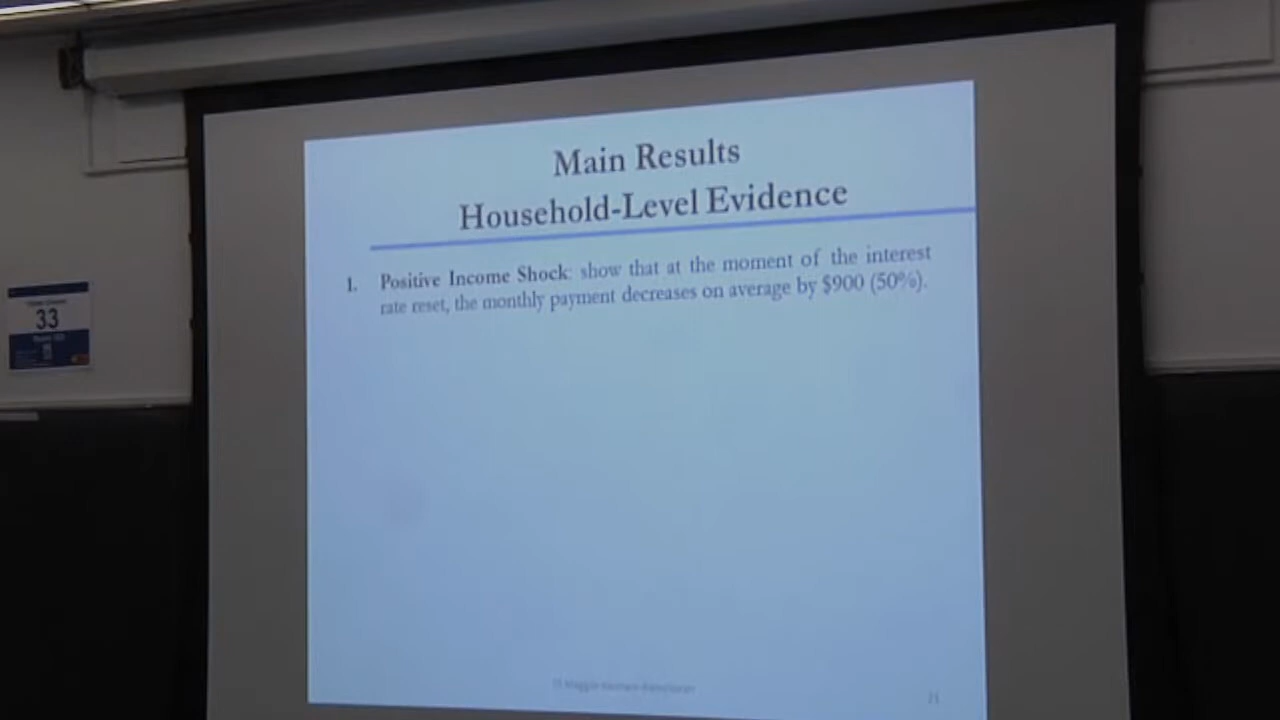 Main Results
Household-Level Evidence
1. Positive Income Shock: show that at the moment of the interest
rate reset, the monthly payment decreases on average by $900 (50%).
33